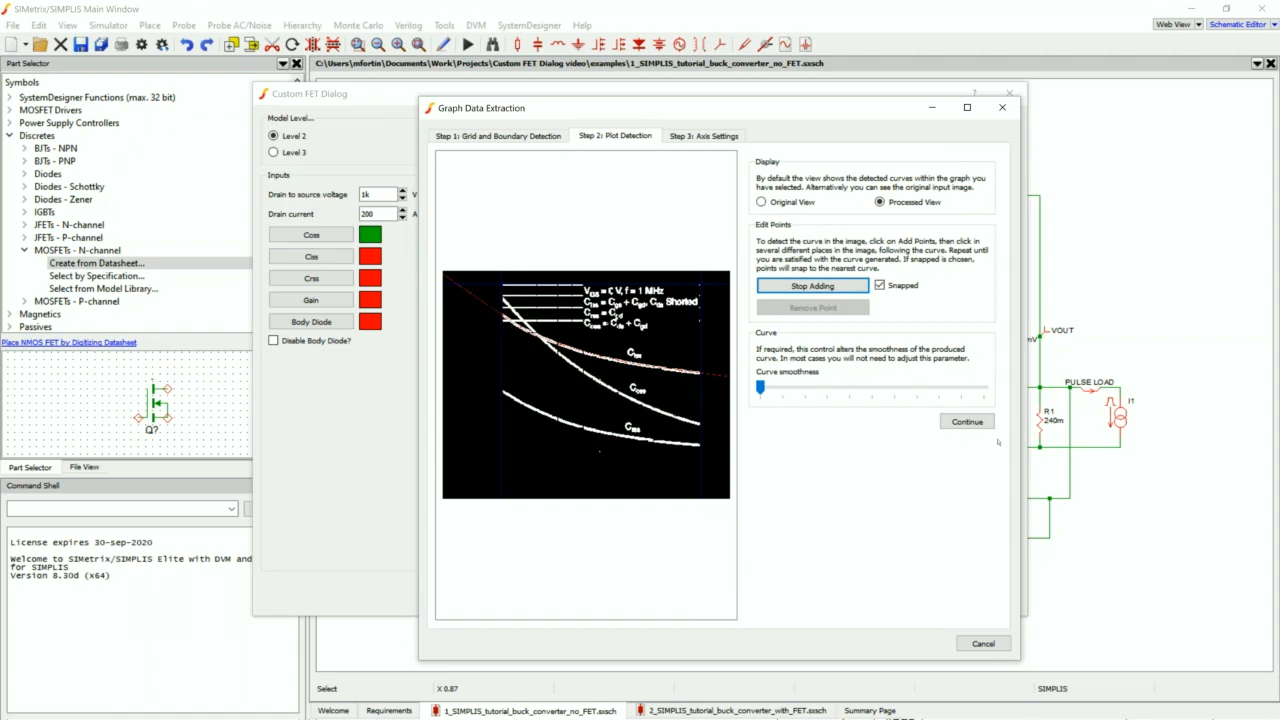 SIMetrix/SIMPLIS Main Window
File Edit View Simulator Place Probe Probe AC/Noise Hierarchy Monte Carlo Verilog Tools DVM SystemDesigner Help
Web View Schematic Editor
Part Selector
C:\Users\mfortin\Documents\Work\Projects\Custom FET Dialog video\examples\1_SIMPLIS_tutorial_buck_converter_no_FET.sxsch
Symbols
SystemDesigner Functions (max. 32 bit)
MOSFET Drivers
Power Supply Controllers
Discretes
BJTs - NPN
BJTs - PNP
Diodes
Diodes - Schottky
Diodes - Zener
IGBTs
JFETs - N-channel
JFETs - P-channel
MOSFETs - N-channel
Create from Datasheet...
Select by Specification...
Select from Model Library...
MOSFETs - P-channel
Magnetics
Passives
Place NMOS FET by Digitizing Datasheet
Q?
Part Selector File View
Command Shell
License expires 30-sep-2020
Welcome to SIMetrix/SIMPLIS Elite with DVM and
for SIMPLIS
Version 8.30d (x64)
Custom FET Dialog
?
Model Level...
Level 2
Level 3
Inputs
Drain to source voltage 1k V
Drain current 200 A
Coss
Ciss
Crss
Gain
Body Diode
Disable Body Diode?
Graph Data Extraction
Step 1: Grid and Boundary Detection Step 2: Plot Detection Step 3: Axis Settings
f = 1 MHz
Shorted
Display
By default the view shows the detected curves within the graph you
have selected. Alternatively you can see the original input image.
Original View Processed View
Edit Points
To detect the curve in the image, click on Add Points, then click in
several different places in the image, following the curve. Repeat until
you are satisfied with the curve generated. If snapped is chosen,
points will snap to the nearest curve.
Stop Adding Snapped
Remove Point
Curve
If required, this control alters the smoothness of the produced
curve. In most cases you will not need to adjust this parameter.
Curve smoothness
Continue
Cancel
VOUT
PULSE LOAD
I1
R1
240m
Select X 0.87 SIMPLIS
Welcome Requirements 1_SIMPLIS_tutorial_buck_converter_no_FET.sxsch 2_SIMPLIS_tutorial_buck_converter_with_FET.sxsch Summary Page